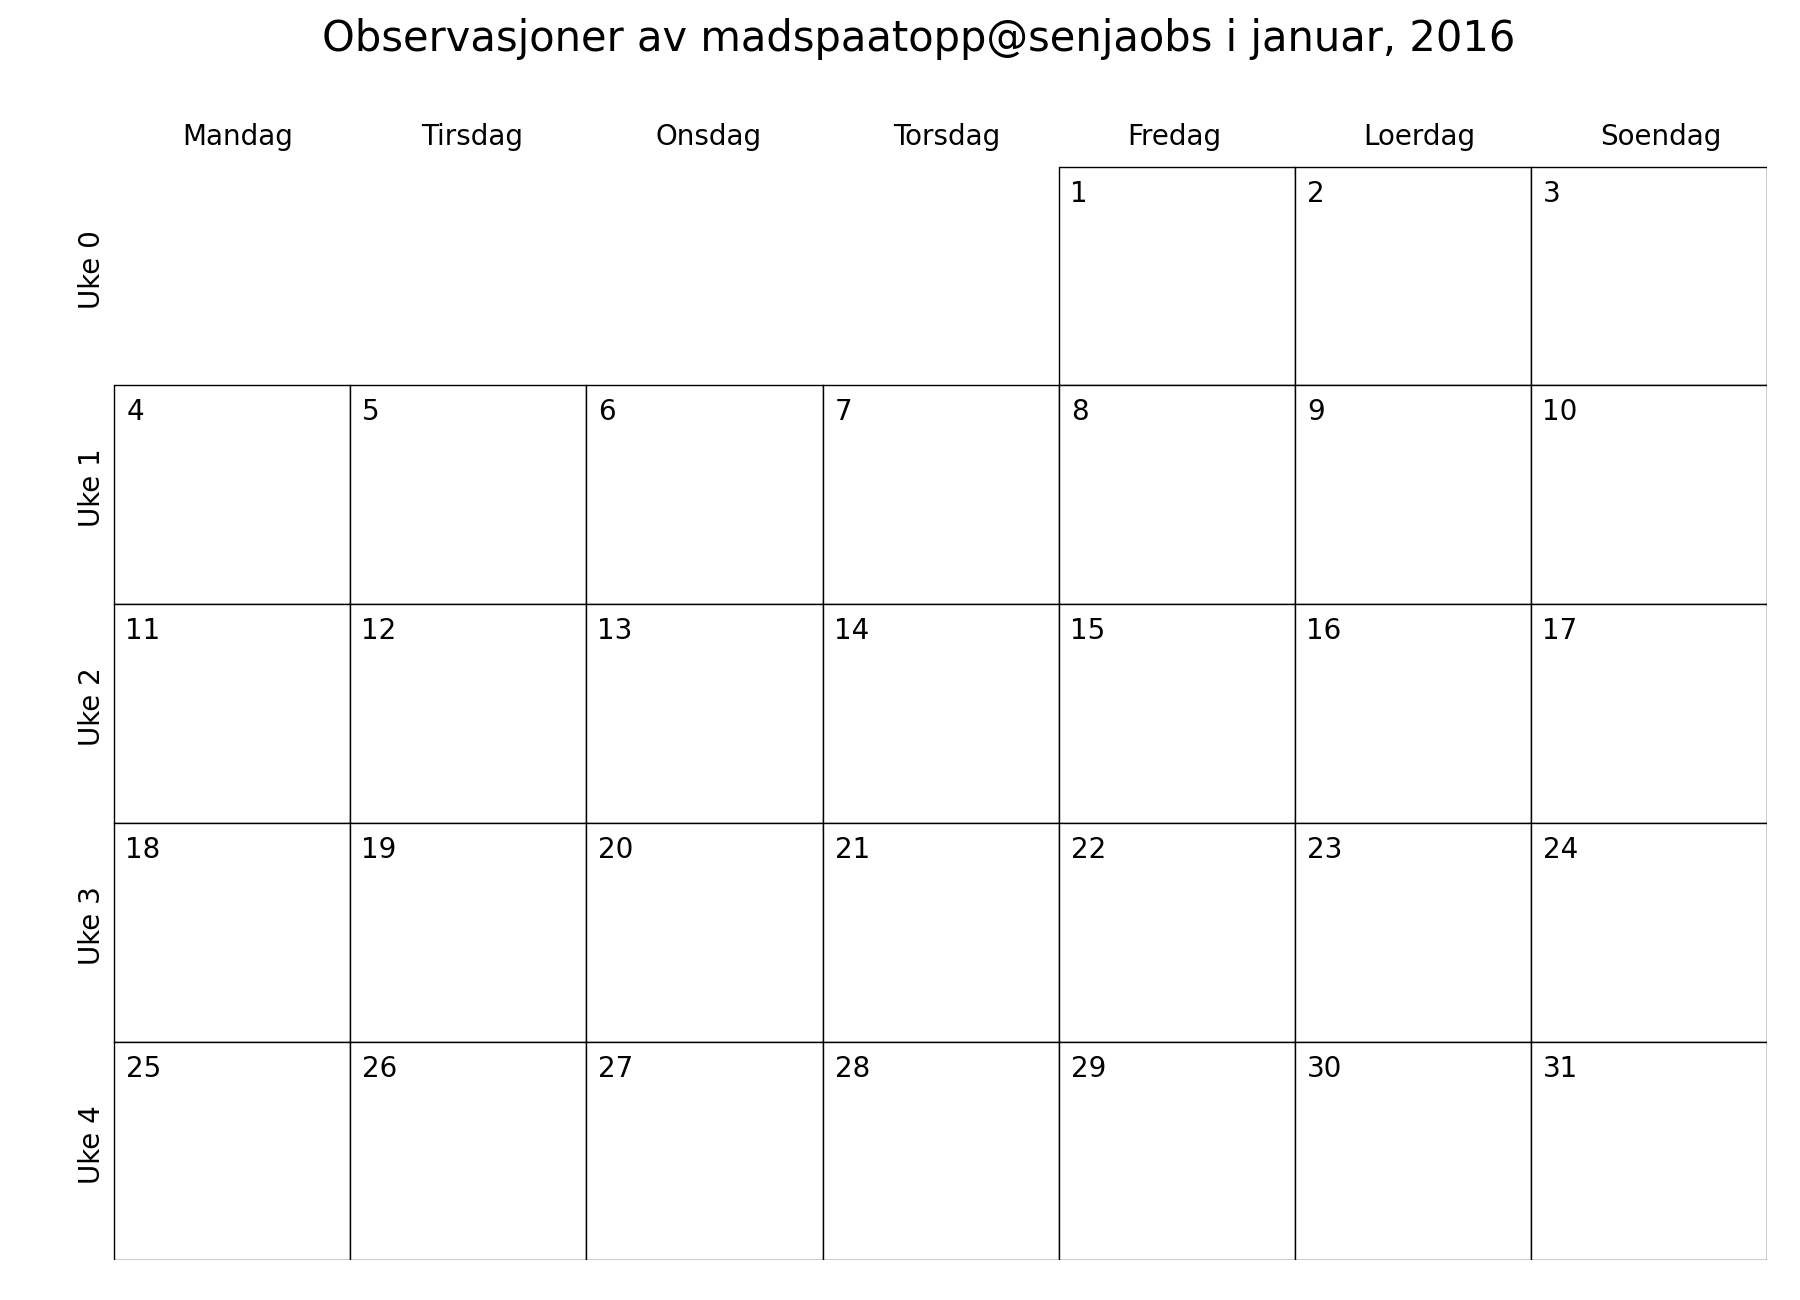 Observasjoner av madspaatopp@senjaobs i januar, 2016
Mandag Tirsdag Onsdag Torsdag Fredag Loerdag Soendag
Uke 0
1 2 3
Uke 1
4 5 6 7 8 9 10
Uke 2
11 12 13 14 15 16 17
Uke 3
18 19 20 21 22 23 24
Uke 4
25 26 27 28 29 30 31